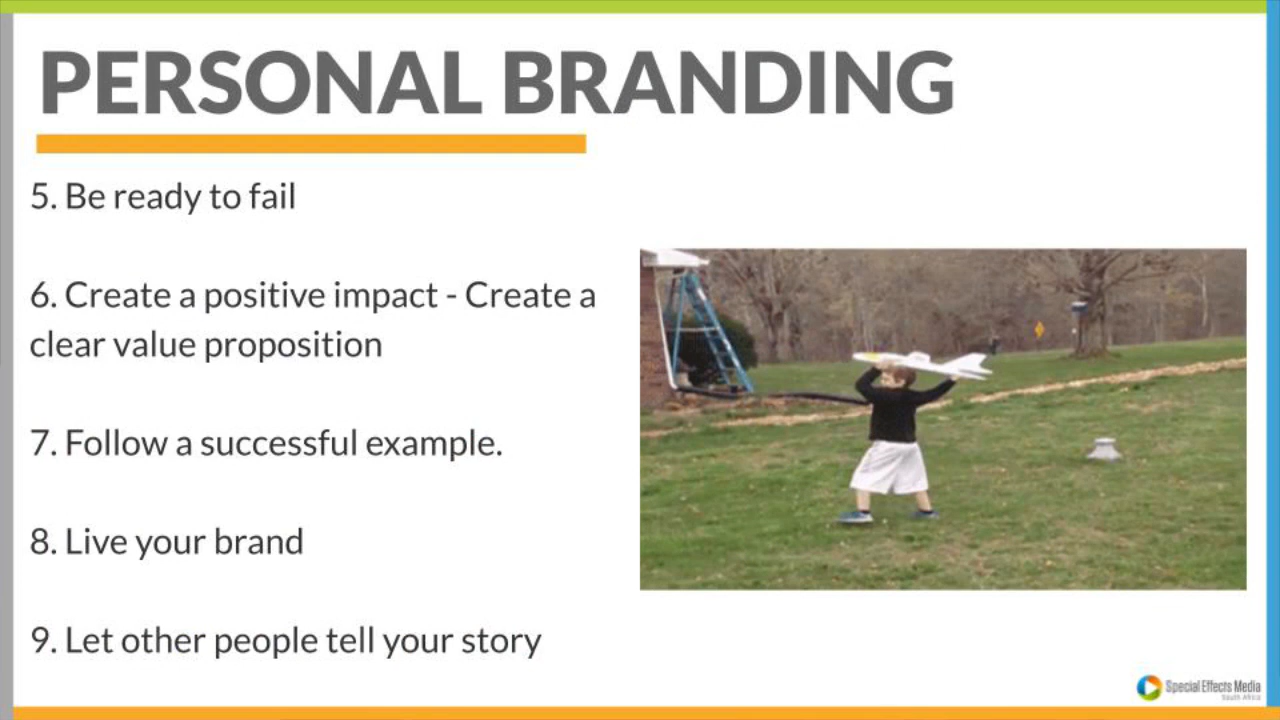 PERSONAL BRANDING
5. Be ready to fail
6. Create a positive impact - Create a
clear value proposition
7. Follow a successful example.
8. Live your brand
9. Let other people tell your story
Special Effects Media
South Africa